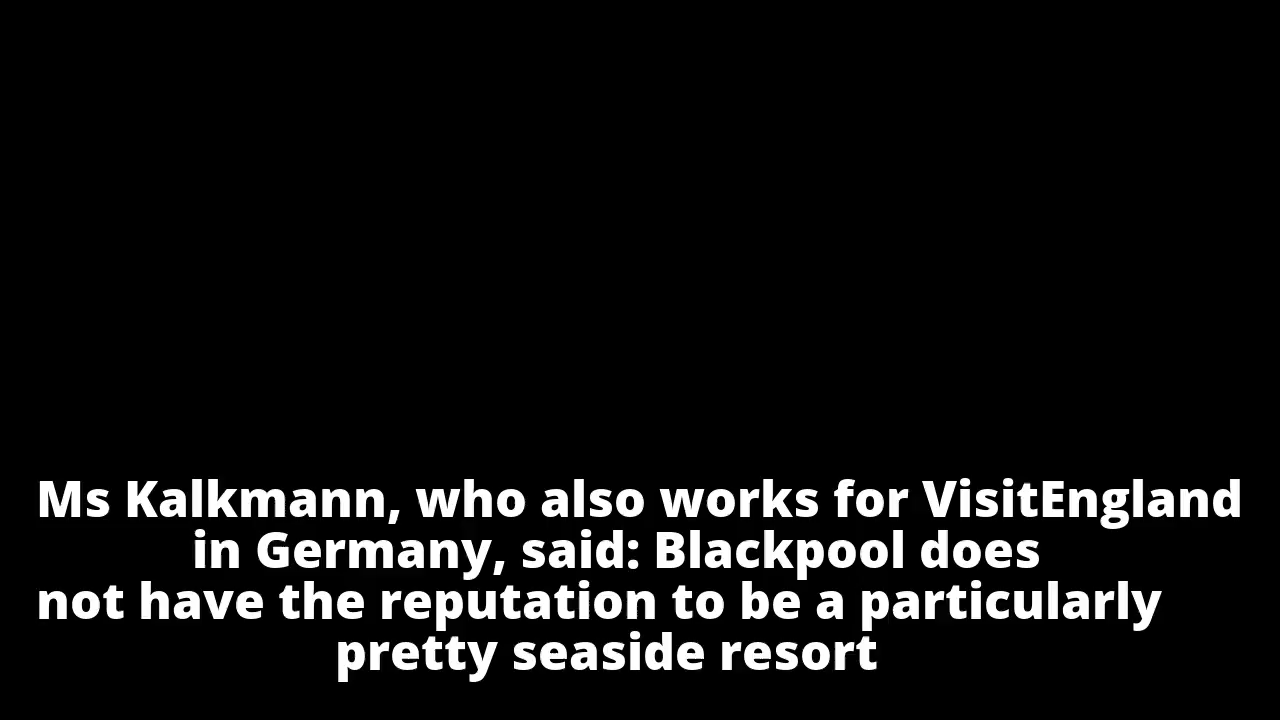 Ms Kalkmann, who also works for VisitEngland
in Germany, said: Blackpool does
not have the reputation to be a particularly
pretty seaside resort